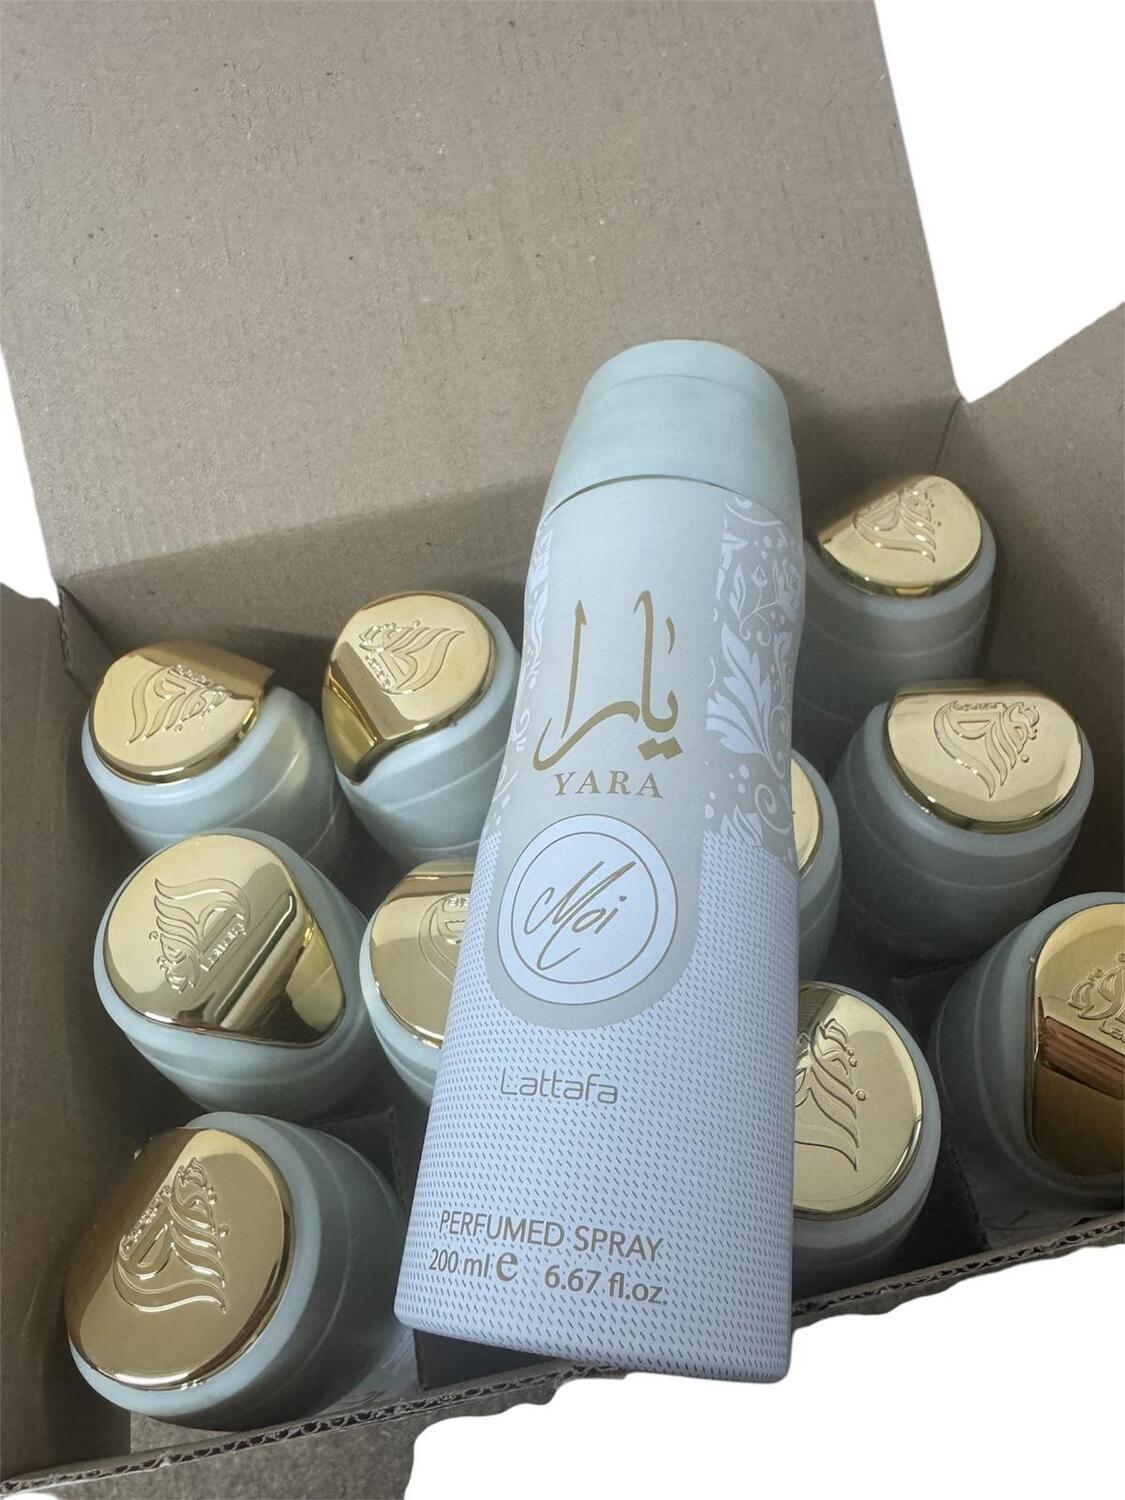 يارا
YARA
Moi
Lattafa
PERFUMED SPRAY
200 ml e 6.67 fl.oz.